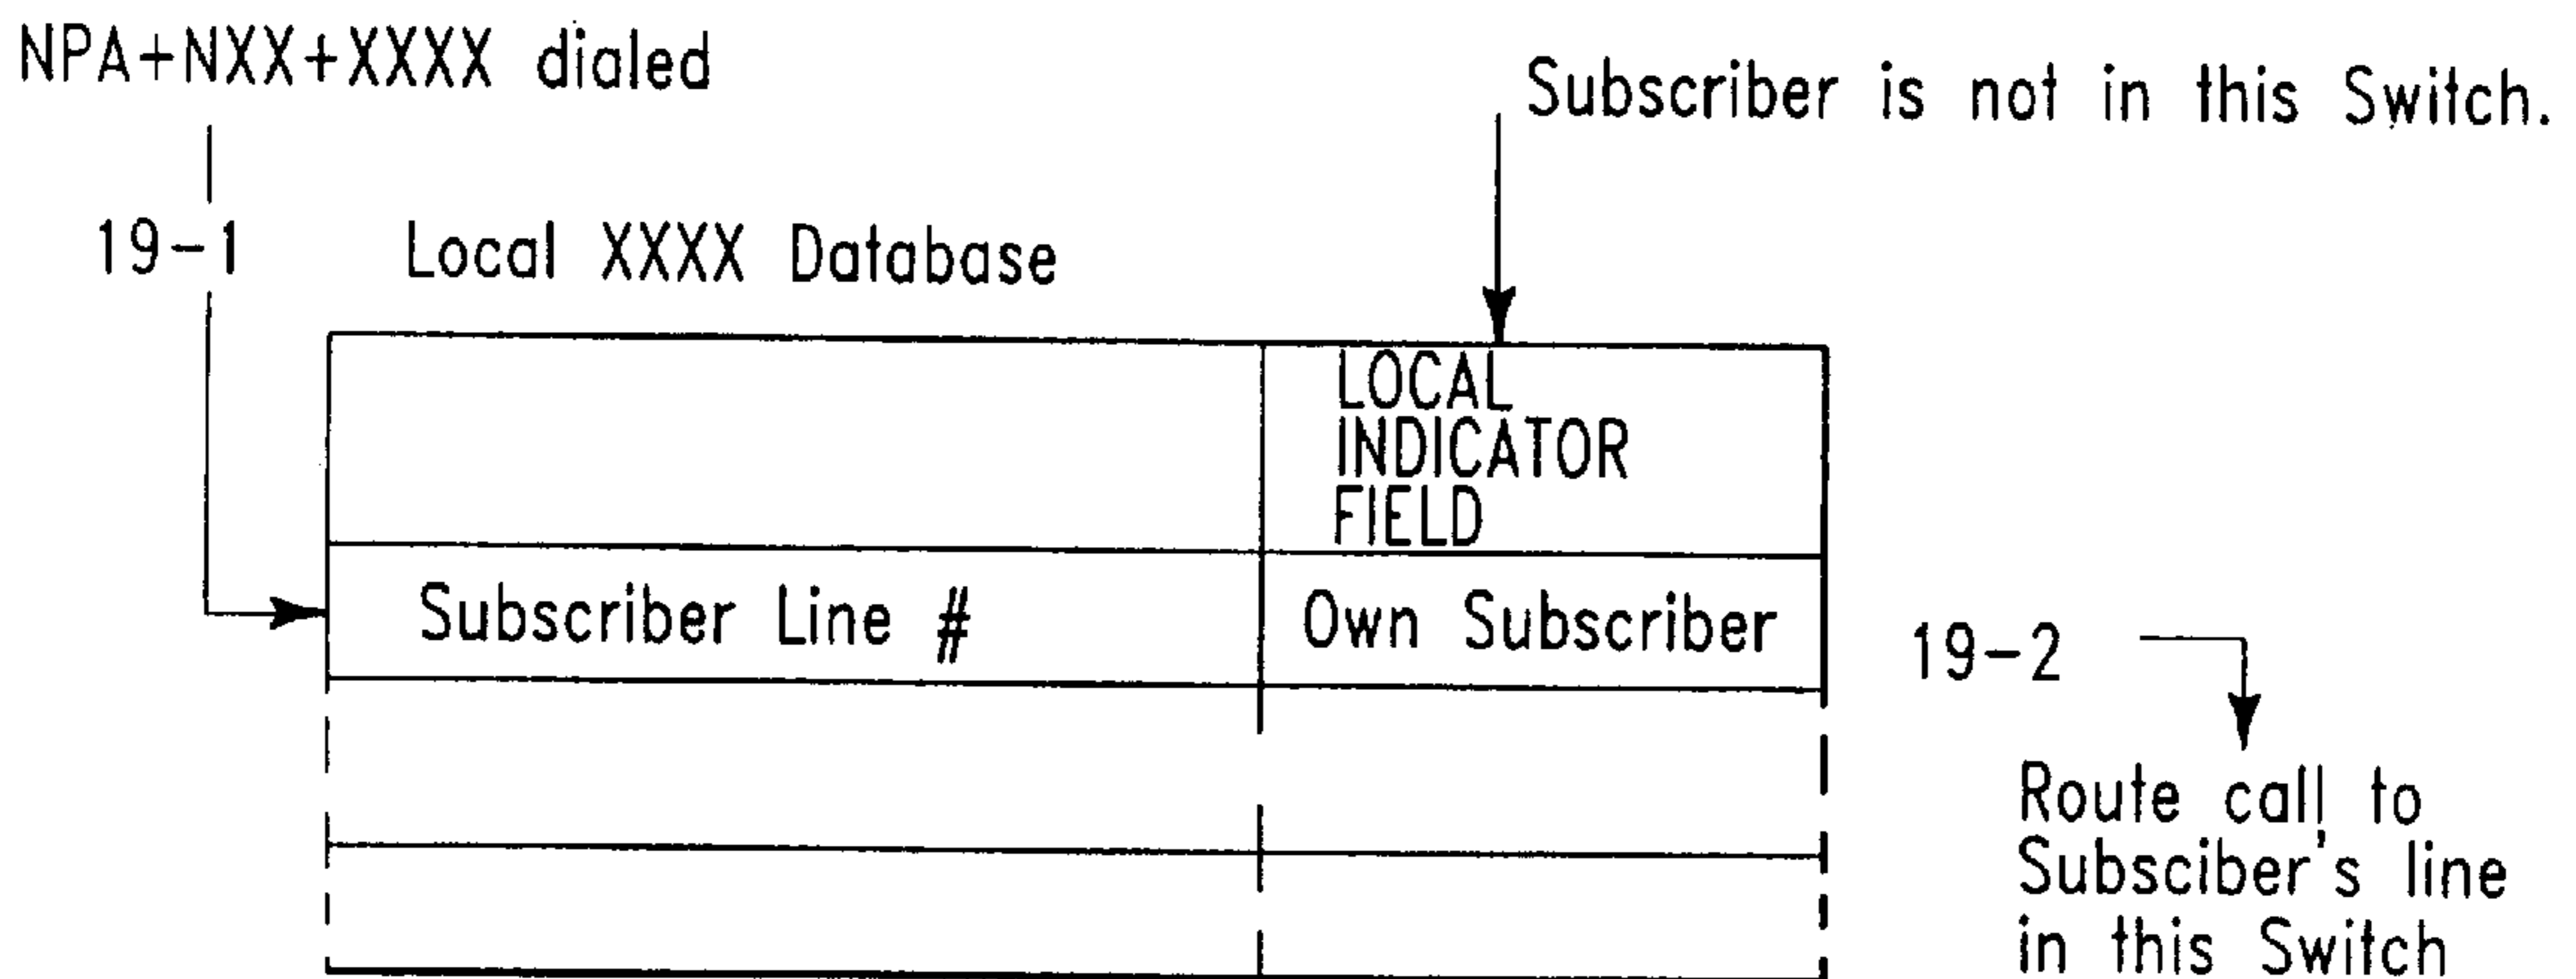 NPA+NXX+XXXX dialed
Subscriber is not in this Switch.
19-1
Local XXXX Database
LOCAL
INDICATOR
FIELD
Subscriber Line #
Own Subscriber
19-2
Route call to
Subsciber's line
in this Switch